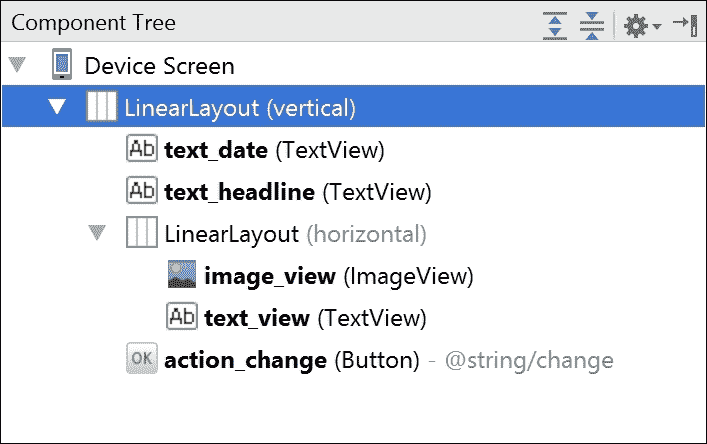 Component Tree
Device Screen
LinearLayout (vertical)
Ab text_date (TextView)
Ab text_headline (TextView)
LinearLayout (horizontal)
image_view (ImageView)
Ab text_view (TextView)
OK action_change (Button) - @string/change